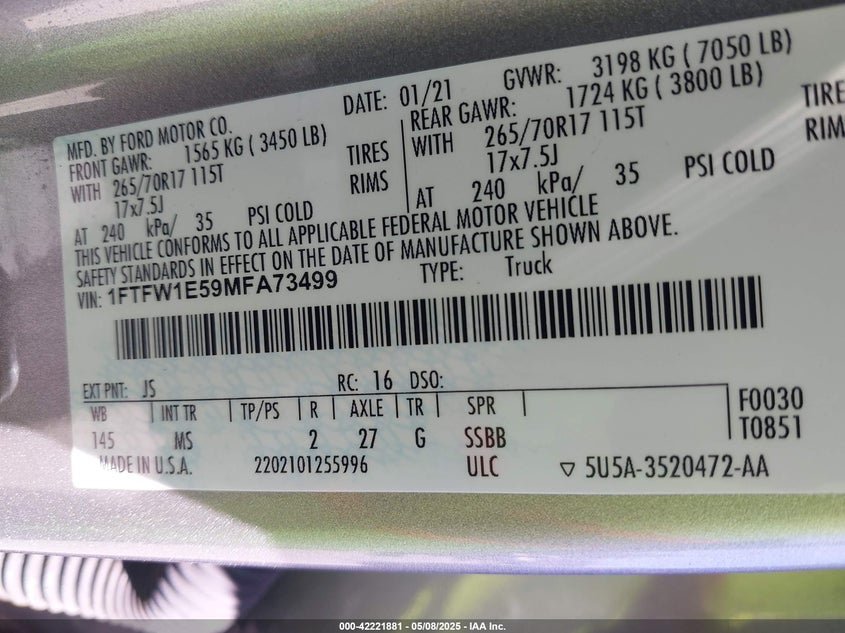 MFD. BY FORD MOTOR CO.
DATE: 01/21
GVWR: 3198 KG ( 7050 LB)
FRONT GAWR: 1565 KG ( 3450 LB)
REAR GAWR: 1724 KG ( 3800 LB)
WITH 265/70R17 115T TIRES
WITH 265/70R17 115T TIRES
17x7.5J RIMS
17x7.5J RIMS
AT 240 kPa/ 35 PSI COLD
AT 240 kPa/ 35 PSI COLD
THIS VEHICLE CONFORMS TO ALL APPLICABLE FEDERAL MOTOR VEHICLE
SAFETY STANDARDS IN EFFECT ON THE DATE OF MANUFACTURE SHOWN ABOVE.
VIN: 1FTFW1E59MFA73499
TYPE: Truck
EXT PNT: JS RC: 16 DSO:
WB INT TR TP/PS R AXLE TR SPR F0030
145 MS 2 27 G SSBB T0851
MADE IN U.S.A. 2202101255996 ULC ▽ 5U5A-3520472-AA
000-42221881 | 05/08/2025 | IAA Inc.